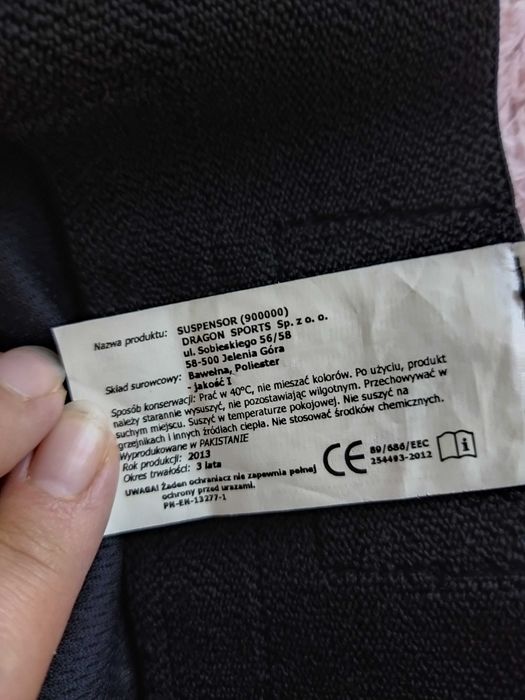 Nazwa produktu: SUSPENSOR (900000)
DRAGON SPORTS Sp. z o. o.
ul. Sobieskiego 56/58
58-500 Jelenia Góra
Skład surowcowy: Bawełna, Poliester
- jakość I
Sposób konserwacji: Prać w 40°C, nie mieszać kolorów. Po użyciu, produkt
należy starannie wysuszyć, nie pozostawiając wilgotnym. Przechowywać w
suchym miejscu. Suszyć w temperaturze pokojowej. Nie suszyć na
grzejnikach i innych źródłach ciepła. Nie stosować środków chemicznych.
Wyprodukowane w PAKISTANIE
Rok produkcji: 2013
Okres trwałości: 3 lata
UWAGA! Żaden ochraniacz nie zapewnia pełnej
ochrony przed urazami.
PN-EN-13277-1
CE 89/686/EEC
254493-2012